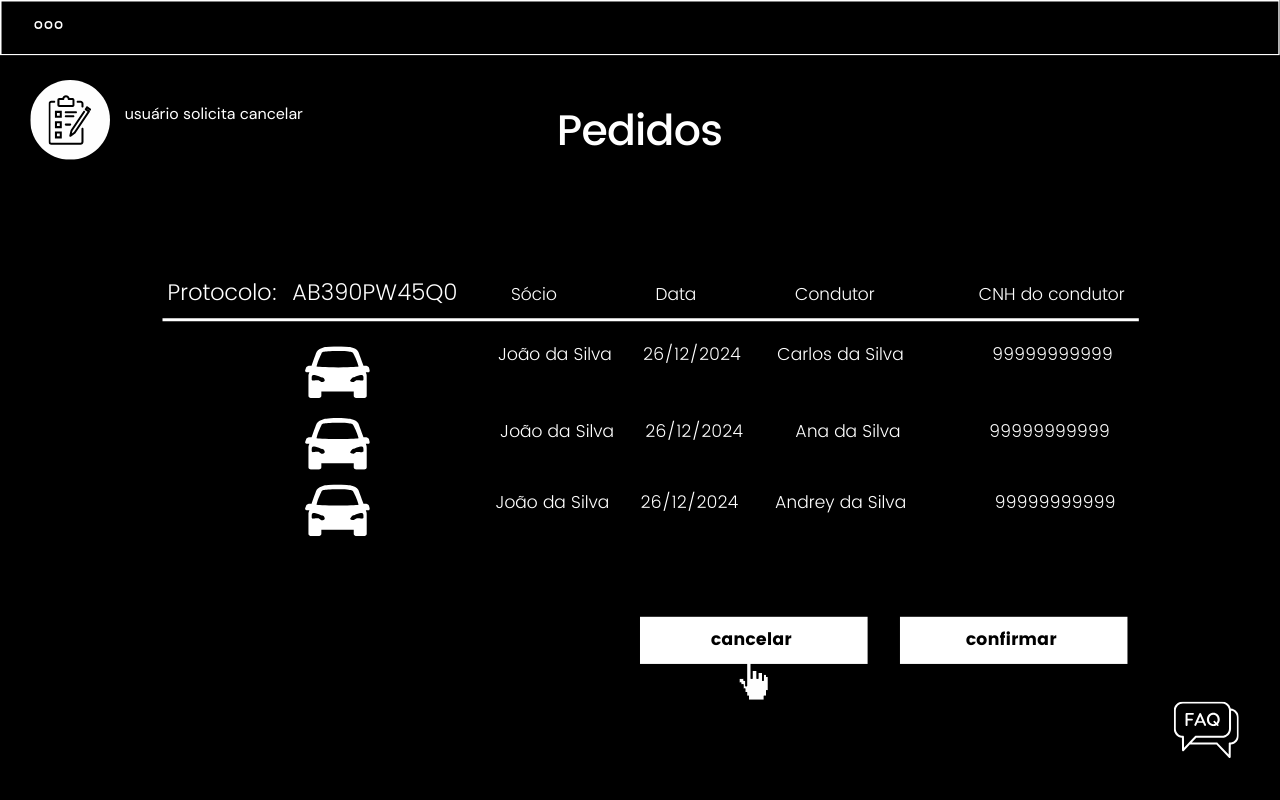 usuário solicita cancelar
Pedidos
Protocolo: AB390PW45Q0 Sócio Data Condutor CNH do condutor
João da Silva 26/12/2024 Carlos da Silva 99999999999
João da Silva 26/12/2024 Ana da Silva 99999999999
João da Silva 26/12/2024 Andrey da Silva 99999999999
cancelar confirmar
FAQ